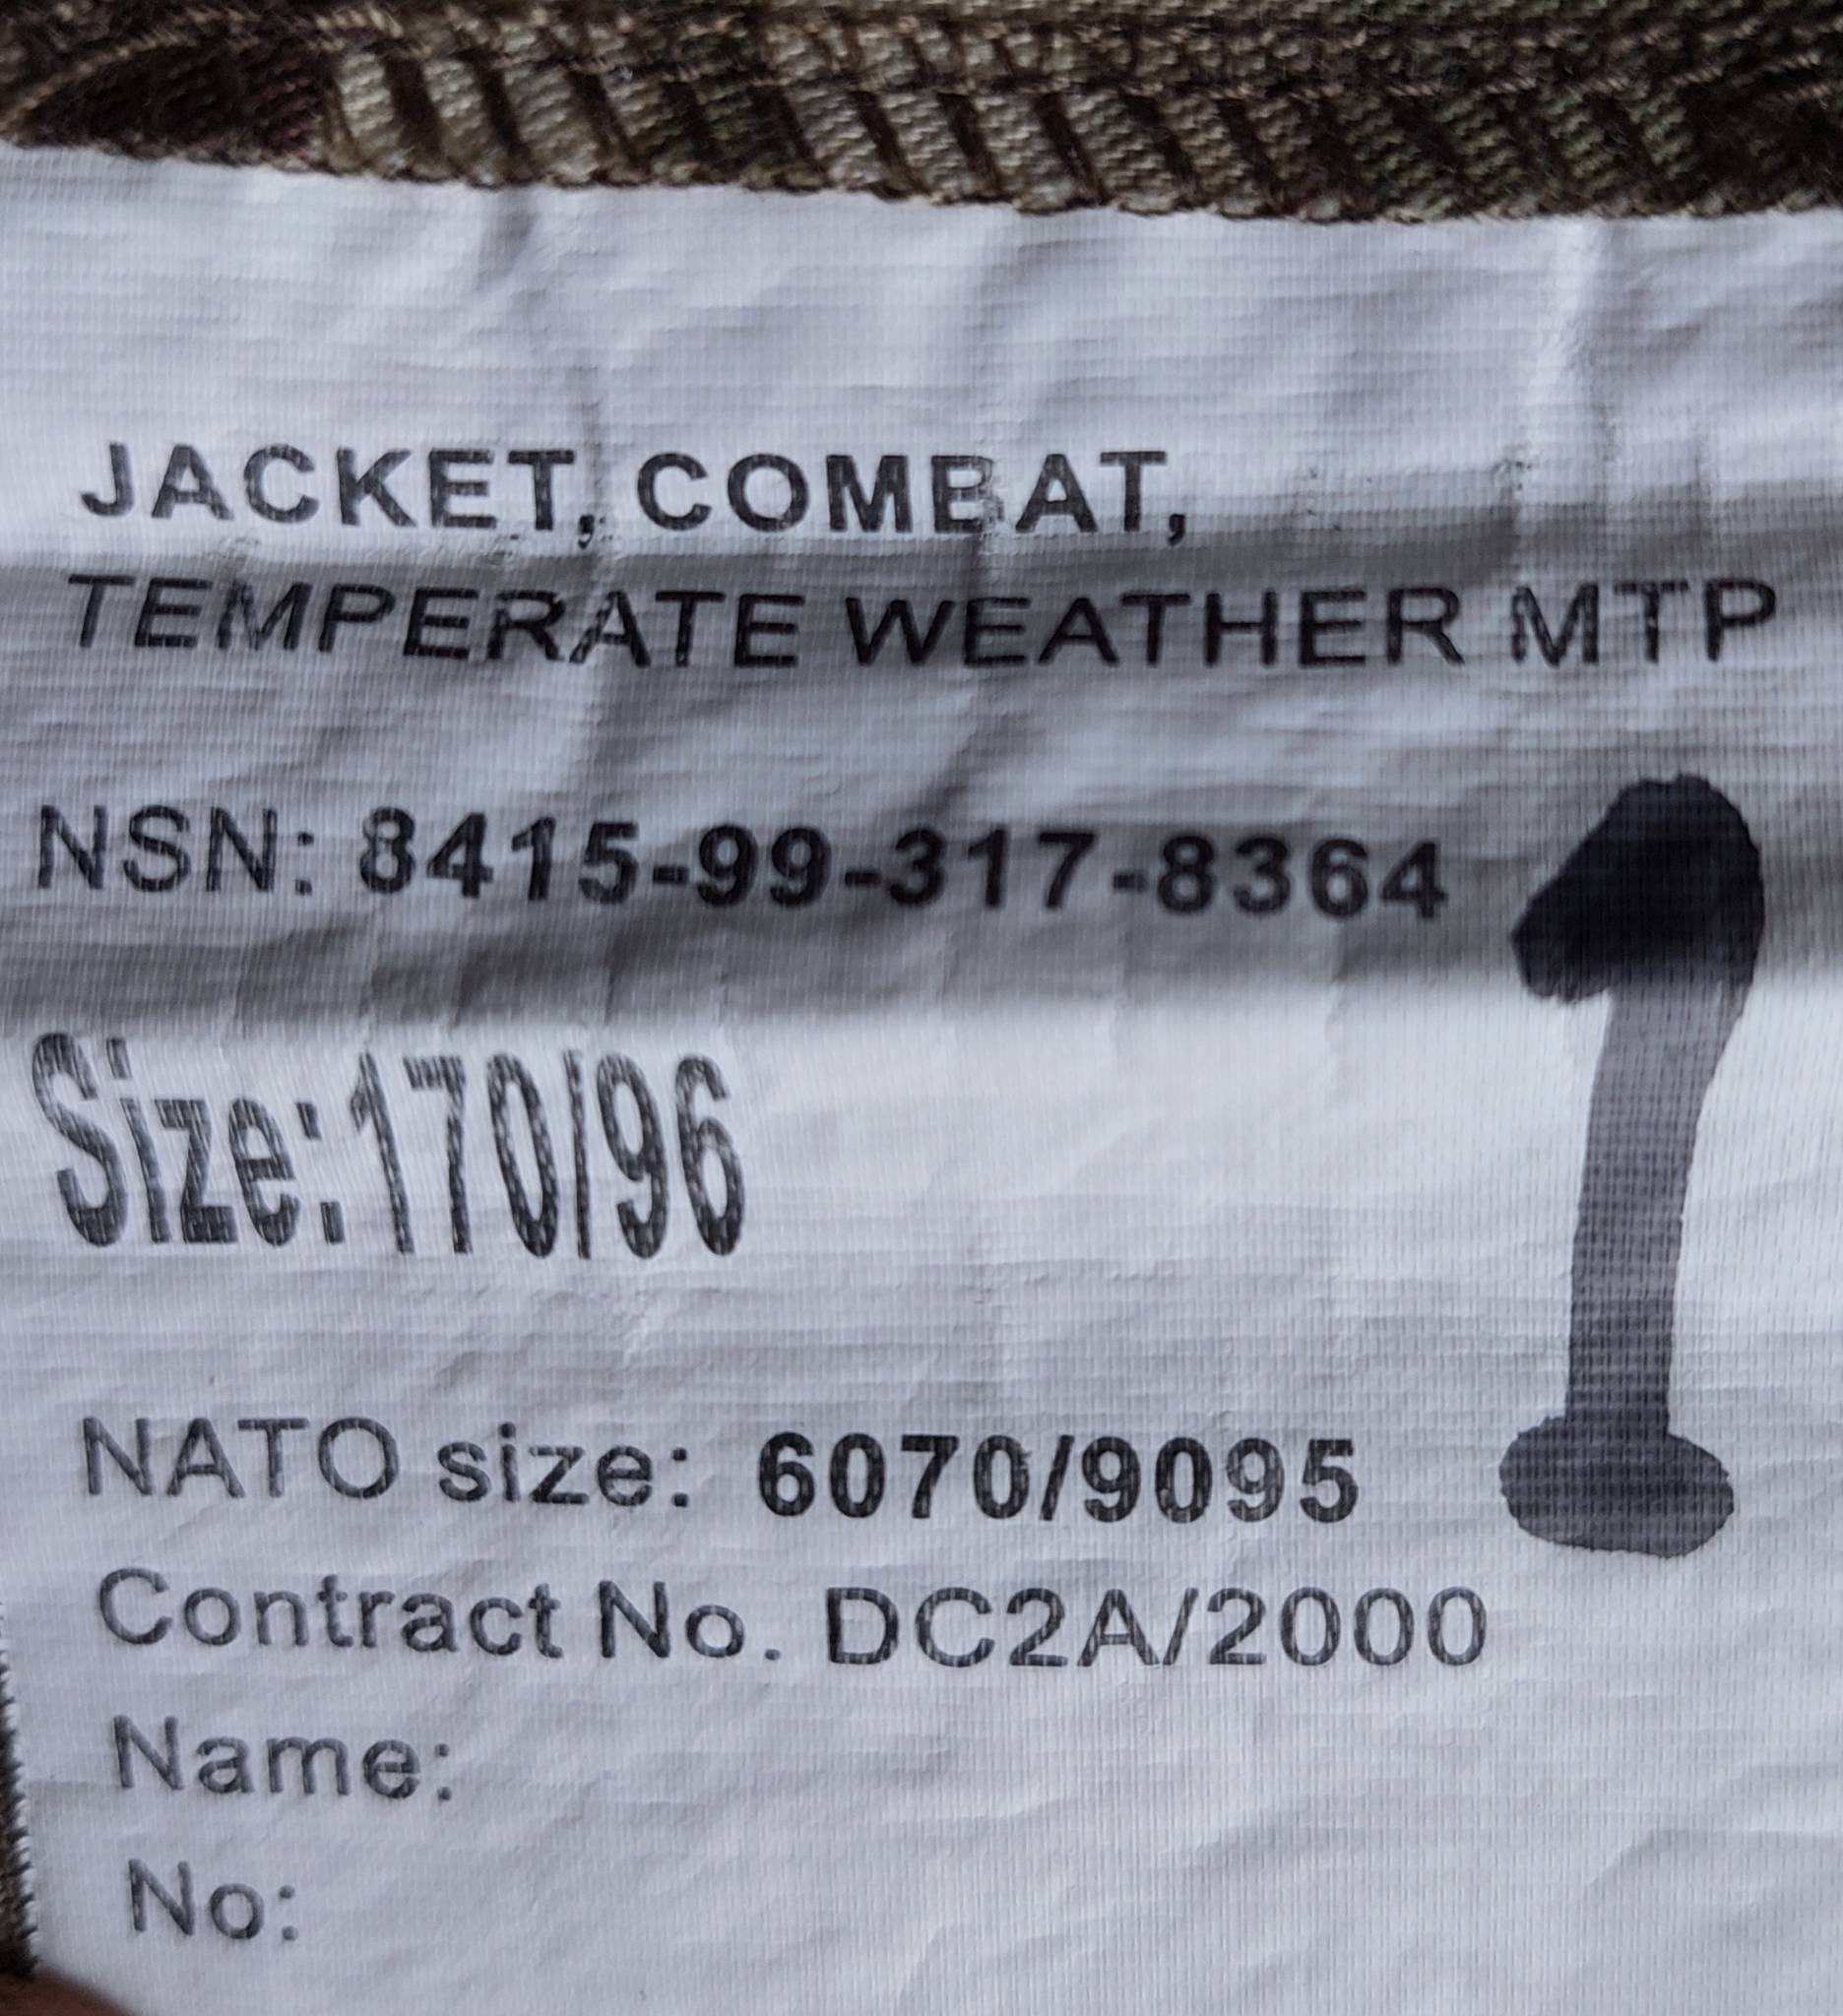 JACKET, COMBAT,
TEMPERATE WEATHER MTP
NSN: 8415-99-317-8364
1
Size:170/96
NATO size: 6070/9095
Contract No. DC2A/2000
Name:
No: